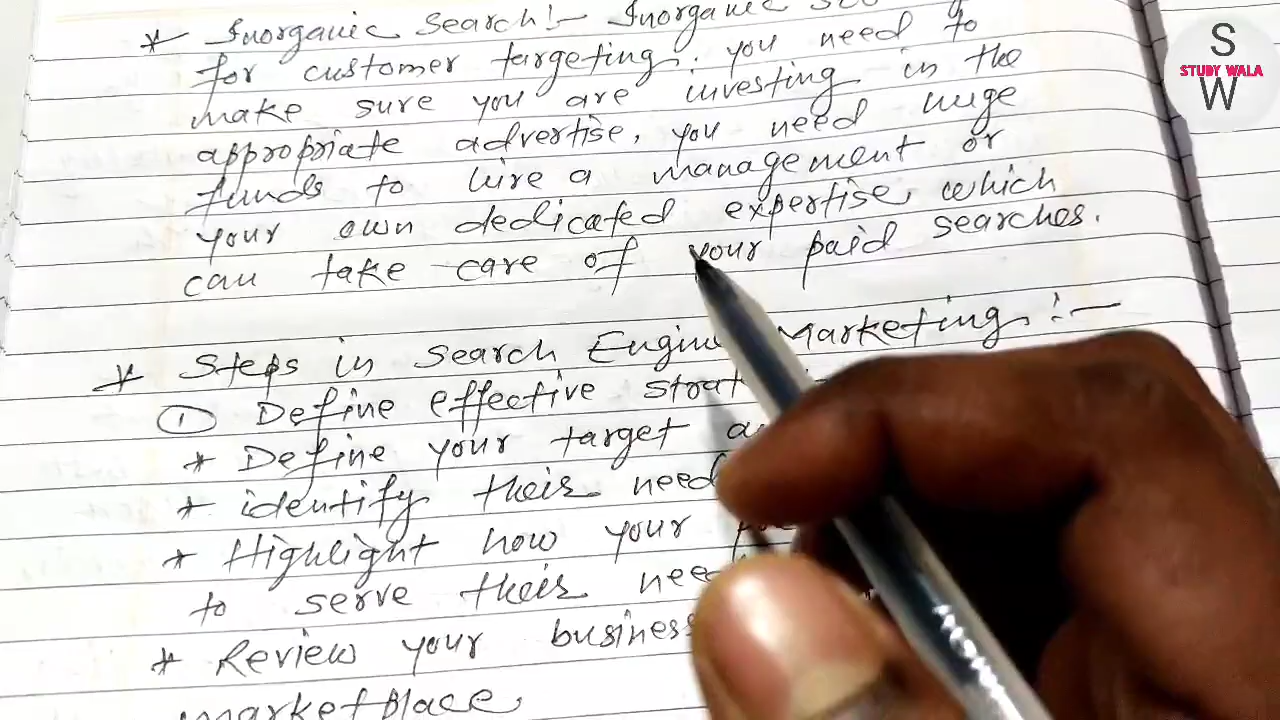 * Inorganic Search:- Inorganic
for customer targeting. you need to
make sure you are investing in the
appropriate advertise, you need huge
funds to hire a management or
your own dedicated expertise, which
can take care of your paid searches.
* Steps in Search Engine Marketing:-
① Define effective
* Define your target
* identify their need
* Highlight how your
to serve their need
* Review your business
marketplace.
S
STUDY WALA
W